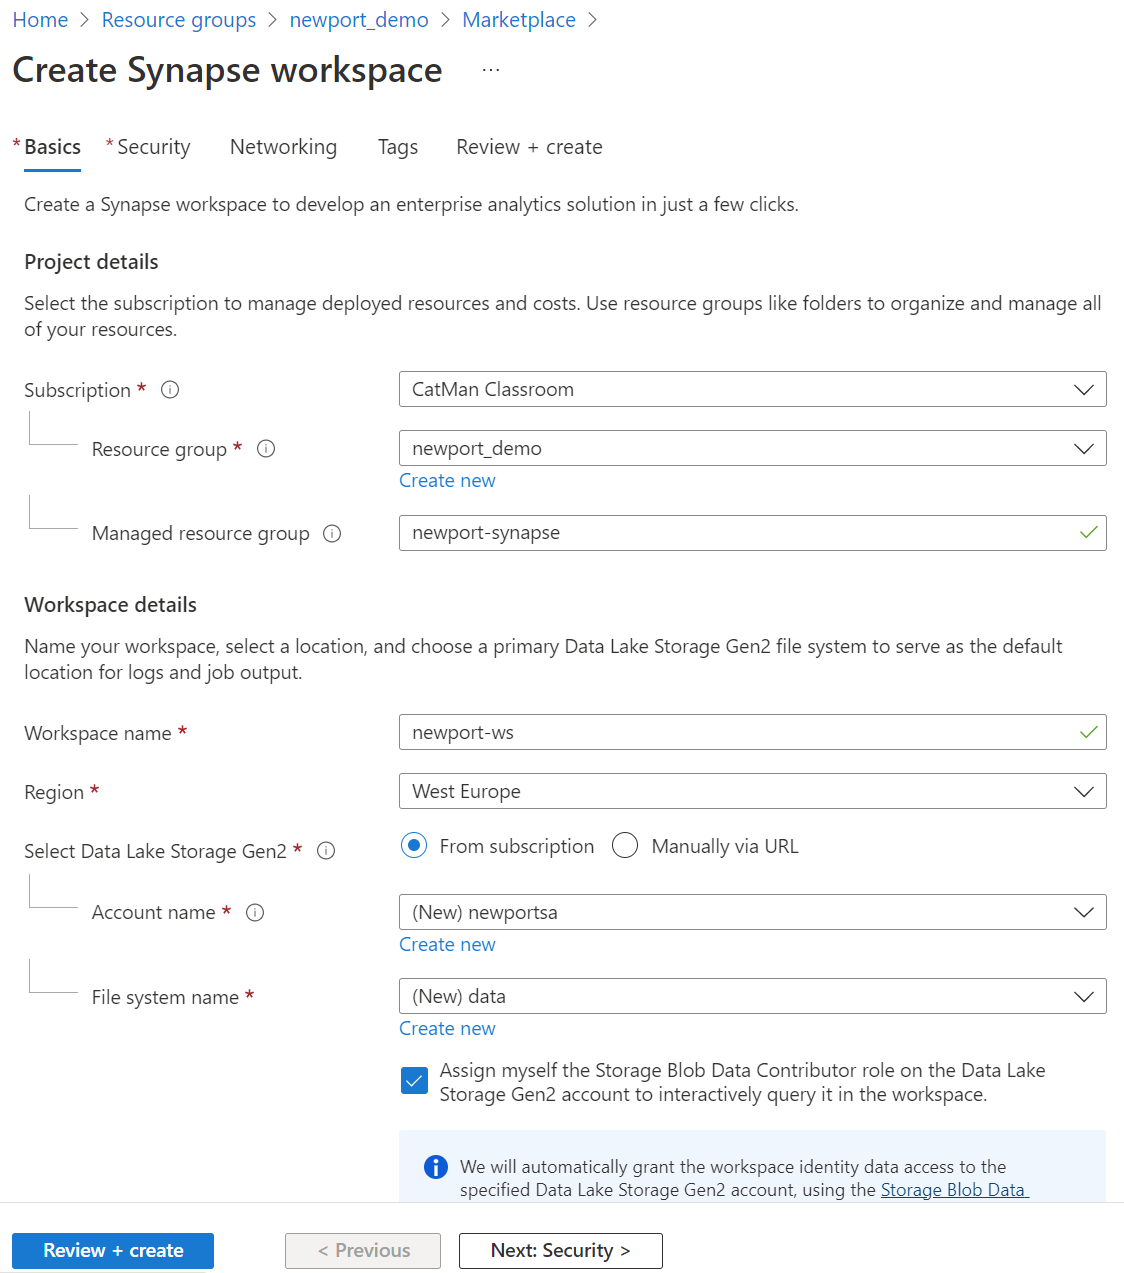 Home > Resource groups > newport_demo > Marketplace >
Create Synapse workspace ...
* Basics * Security Networking Tags Review + create
Create a Synapse workspace to develop an enterprise analytics solution in just a few clicks.
Project details
Select the subscription to manage deployed resources and costs. Use resource groups like folders to organize and manage all
of your resources.
Subscription * CatMan Classroom
Resource group * newport_demo
Create new
Managed resource group newport-synapse
Workspace details
Name your workspace, select a location, and choose a primary Data Lake Storage Gen2 file system to serve as the default
location for logs and job output.
Workspace name * newport-ws
Region * West Europe
Select Data Lake Storage Gen2 * From subscription Manually via URL
Account name * (New) newportsa
Create new
File system name * (New) data
Create new
Assign myself the Storage Blob Data Contributor role on the Data Lake
Storage Gen2 account to interactively query it in the workspace.
We will automatically grant the workspace identity data access to the
specified Data Lake Storage Gen2 account, using the Storage Blob Data
Review + create < Previous Next: Security >